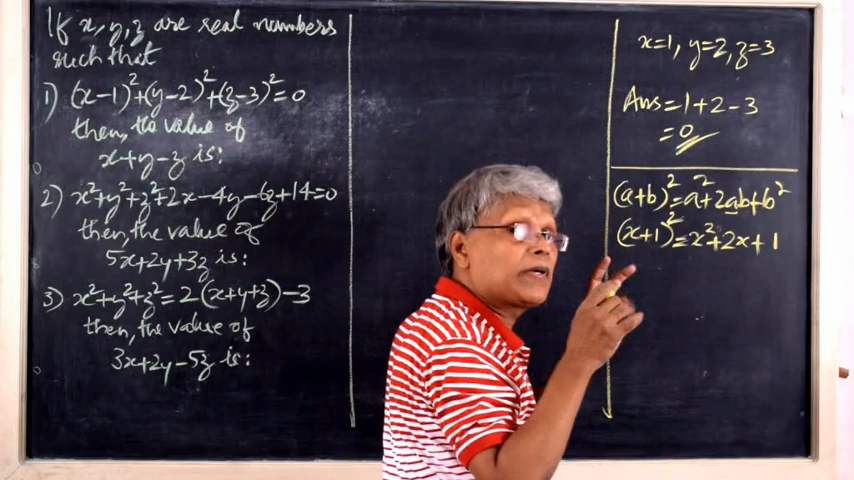 If x, y, z are real numbers
such that
1) (x-1)²+(y-2)²+(z-3)²=0
then, the value of
x+y-z is:
2) x²+y²+z²+2x-4y-6z+14=0
then, the value of
5x+2y+3z is:
3) x²+y²+z²=2(x+y+z)-3
then, the value of
3x+2y-5z is:
x=1, y=2, z=3
Ans=1+2-3
=0
(a+b)²=a²+2ab+b²
(x+1)²=x²+2x+1